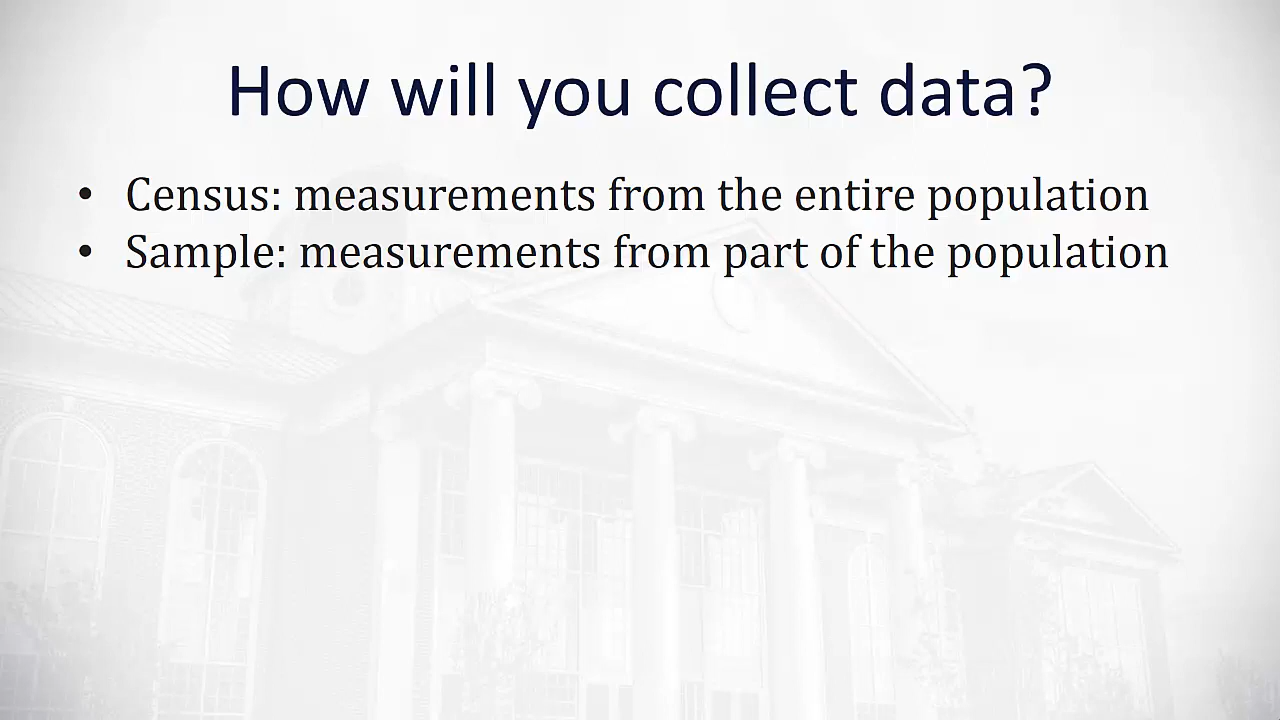 How will you collect data?
• Census: measurements from the entire population
• Sample: measurements from part of the population